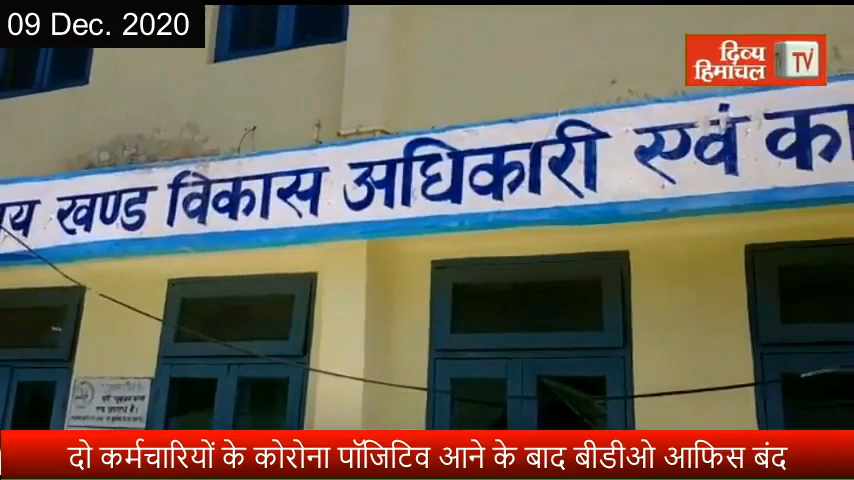 09 Dec. 2020
दिव्य
हिमाचल TV
य खण्ड विकास अधिकारी एवं का
दो कर्मचारियों के कोरोना पॉजिटिव आने के बाद बीडीओ आफिस बंद